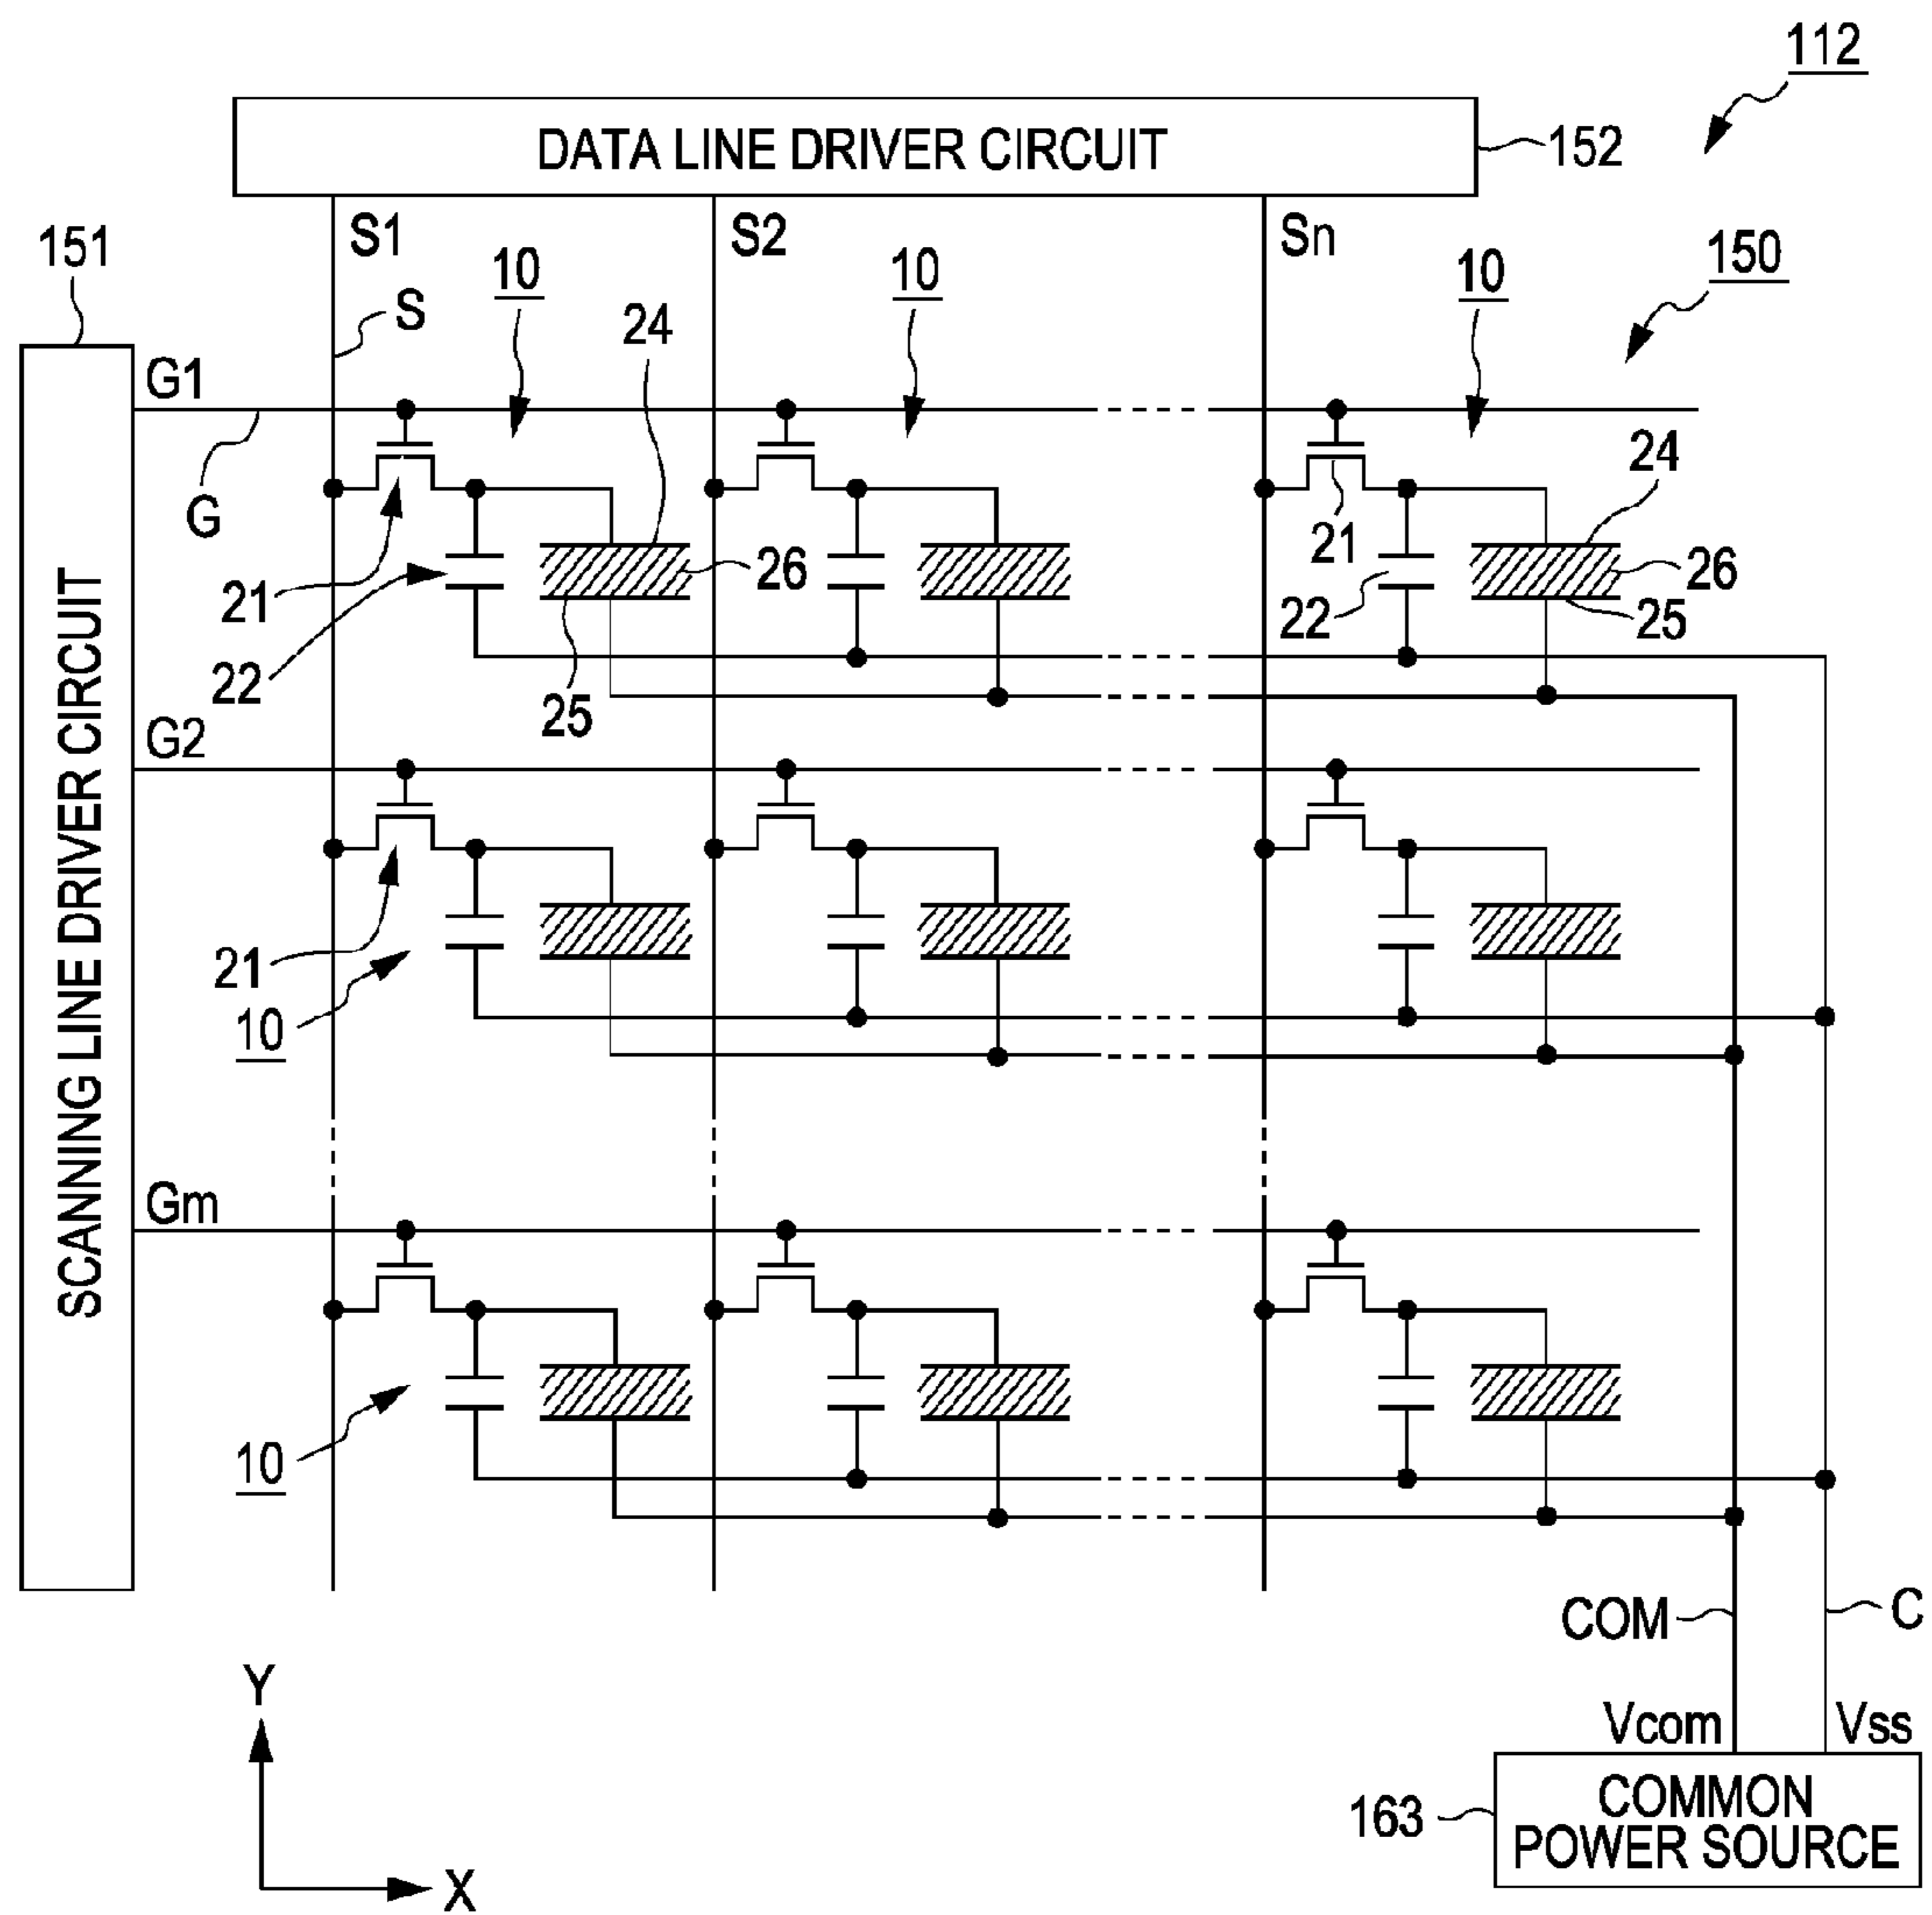 112
DATA LINE DRIVER CIRCUIT
152
151
S1
S2
Sn
150
10
10
10
S
24
G1
G
24
21
26
21
26
22
25
22
25
SCANNING LINE DRIVER CIRCUIT
G2
21
10
Gm
10
COM
C
Y
Vcom
Vss
163
COMMON
POWER SOURCE
X